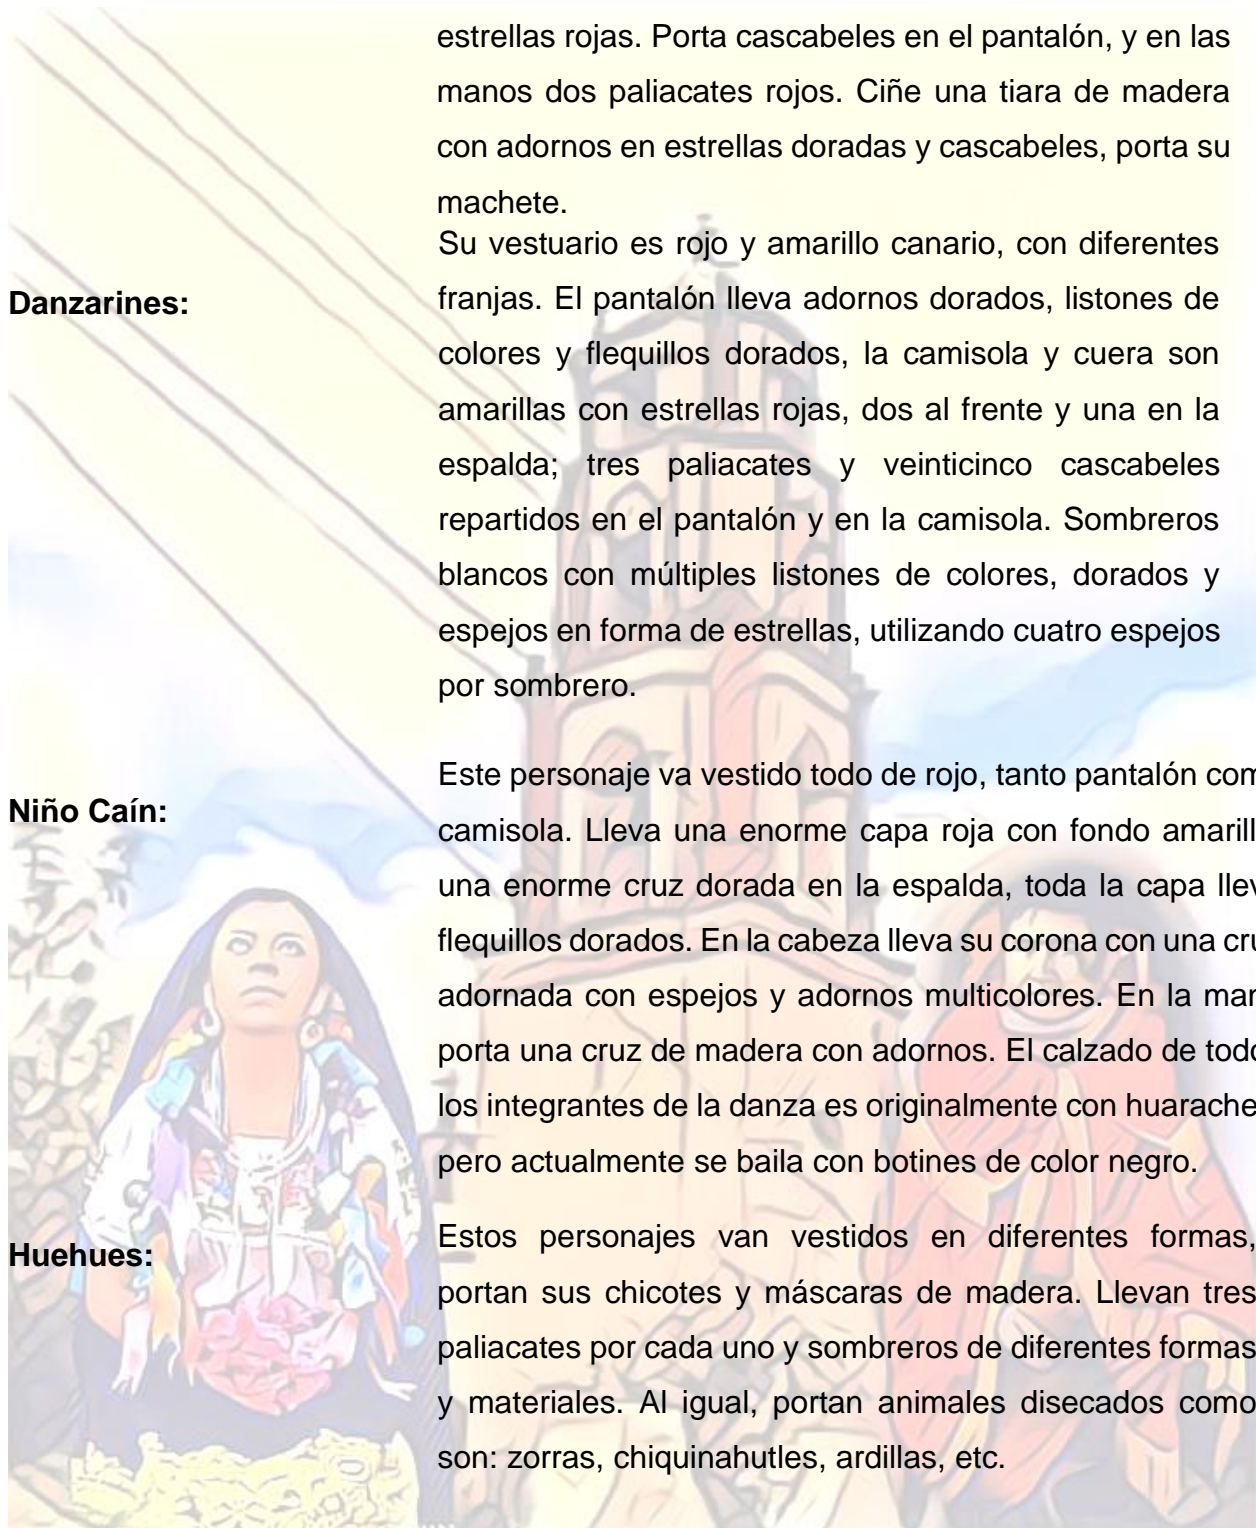 estrellas rojas. Porta cascabeles en el pantalón, y en las
manos dos paliacates rojos. Ciñe una tiara de madera
con adornos en estrellas doradas y cascabeles, porta su
machete.
Danzarines:
Su vestuario es rojo y amarillo canario, con diferentes
franjas. El pantalón lleva adornos dorados, listones de
colores y flequillos dorados, la camisola y cuera son
amarillas con estrellas rojas, dos al frente y una en la
espalda; tres paliacates y veinticinco cascabeles
repartidos en el pantalón y en la camisola. Sombreros
blancos con múltiples listones de colores, dorados y
espejos en forma de estrellas, utilizando cuatro espejos
por sombrero.
Niño Caín:
Este personaje va vestido todo de rojo, tanto pantalón com
camisola. Lleva una enorme capa roja con fondo amarill
una enorme cruz dorada en la espalda, toda la capa llev
flequillos dorados. En la cabeza lleva su corona con una cru
adornada con espejos y adornos multicolores. En la man
porta una cruz de madera con adornos. El calzado de todo
los integrantes de la danza es originalmente con huarache
pero actualmente se baila con botines de color negro.
Huehues:
Estos personajes van vestidos en diferentes formas,
portan sus chicotes y máscaras de madera. Llevan tres
paliacates por cada uno y sombreros de diferentes formas
y materiales. Al igual, portan animales disecados como
son: zorras, chiquinahutles, ardillas, etc.